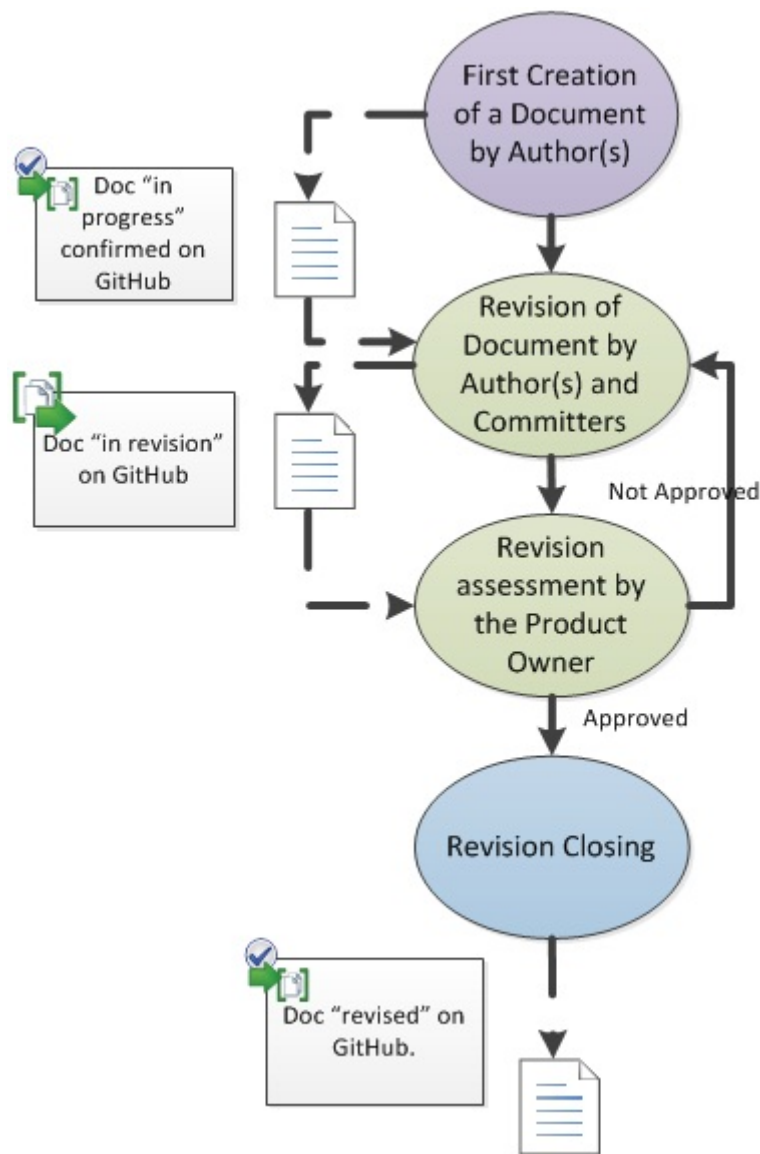 First Creation
of a Document
by Author(s)
Doc "in
progress"
confirmed on
GitHub
Revision of
Document by
Author(s) and
Committers
Doc "in revision"
on GitHub
Not Approved
Revision
assessment by
the Product
Owner
Approved
Revision Closing
Doc "revised" on
GitHub.